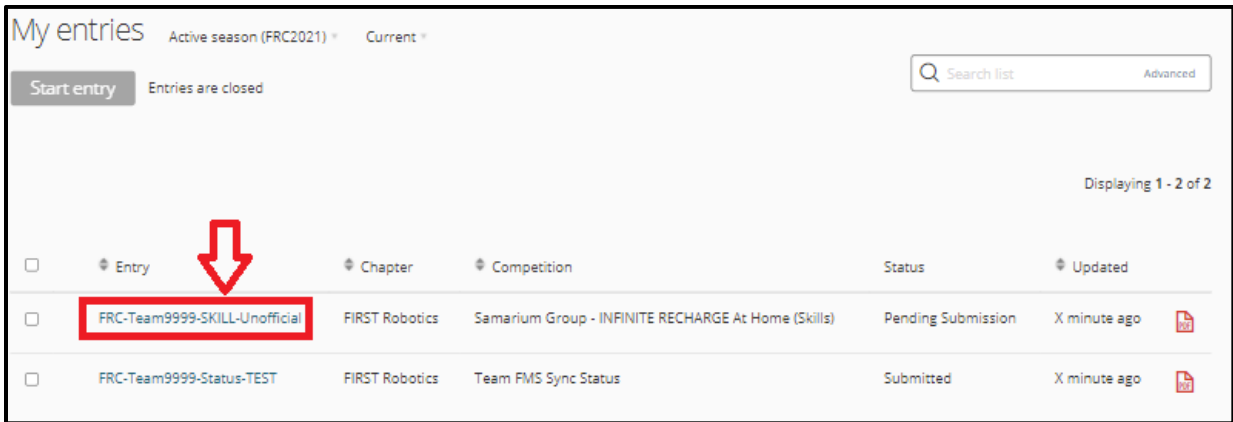 My entries Active season (FRC2021) Current
Search list Advanced
Start entry Entries are closed
Displaying 1 - 2 of 2
Entry Chapter Competition Status Updated
FRC-Team9999-SKILL-Unofficial FIRST Robotics Samarium Group - INFINITE RECHARGE At Home (Skills) Pending Submission X minute ago PDF
FRC-Team9999-Status-TEST FIRST Robotics Team FMS Sync Status Submitted X minute ago PDF